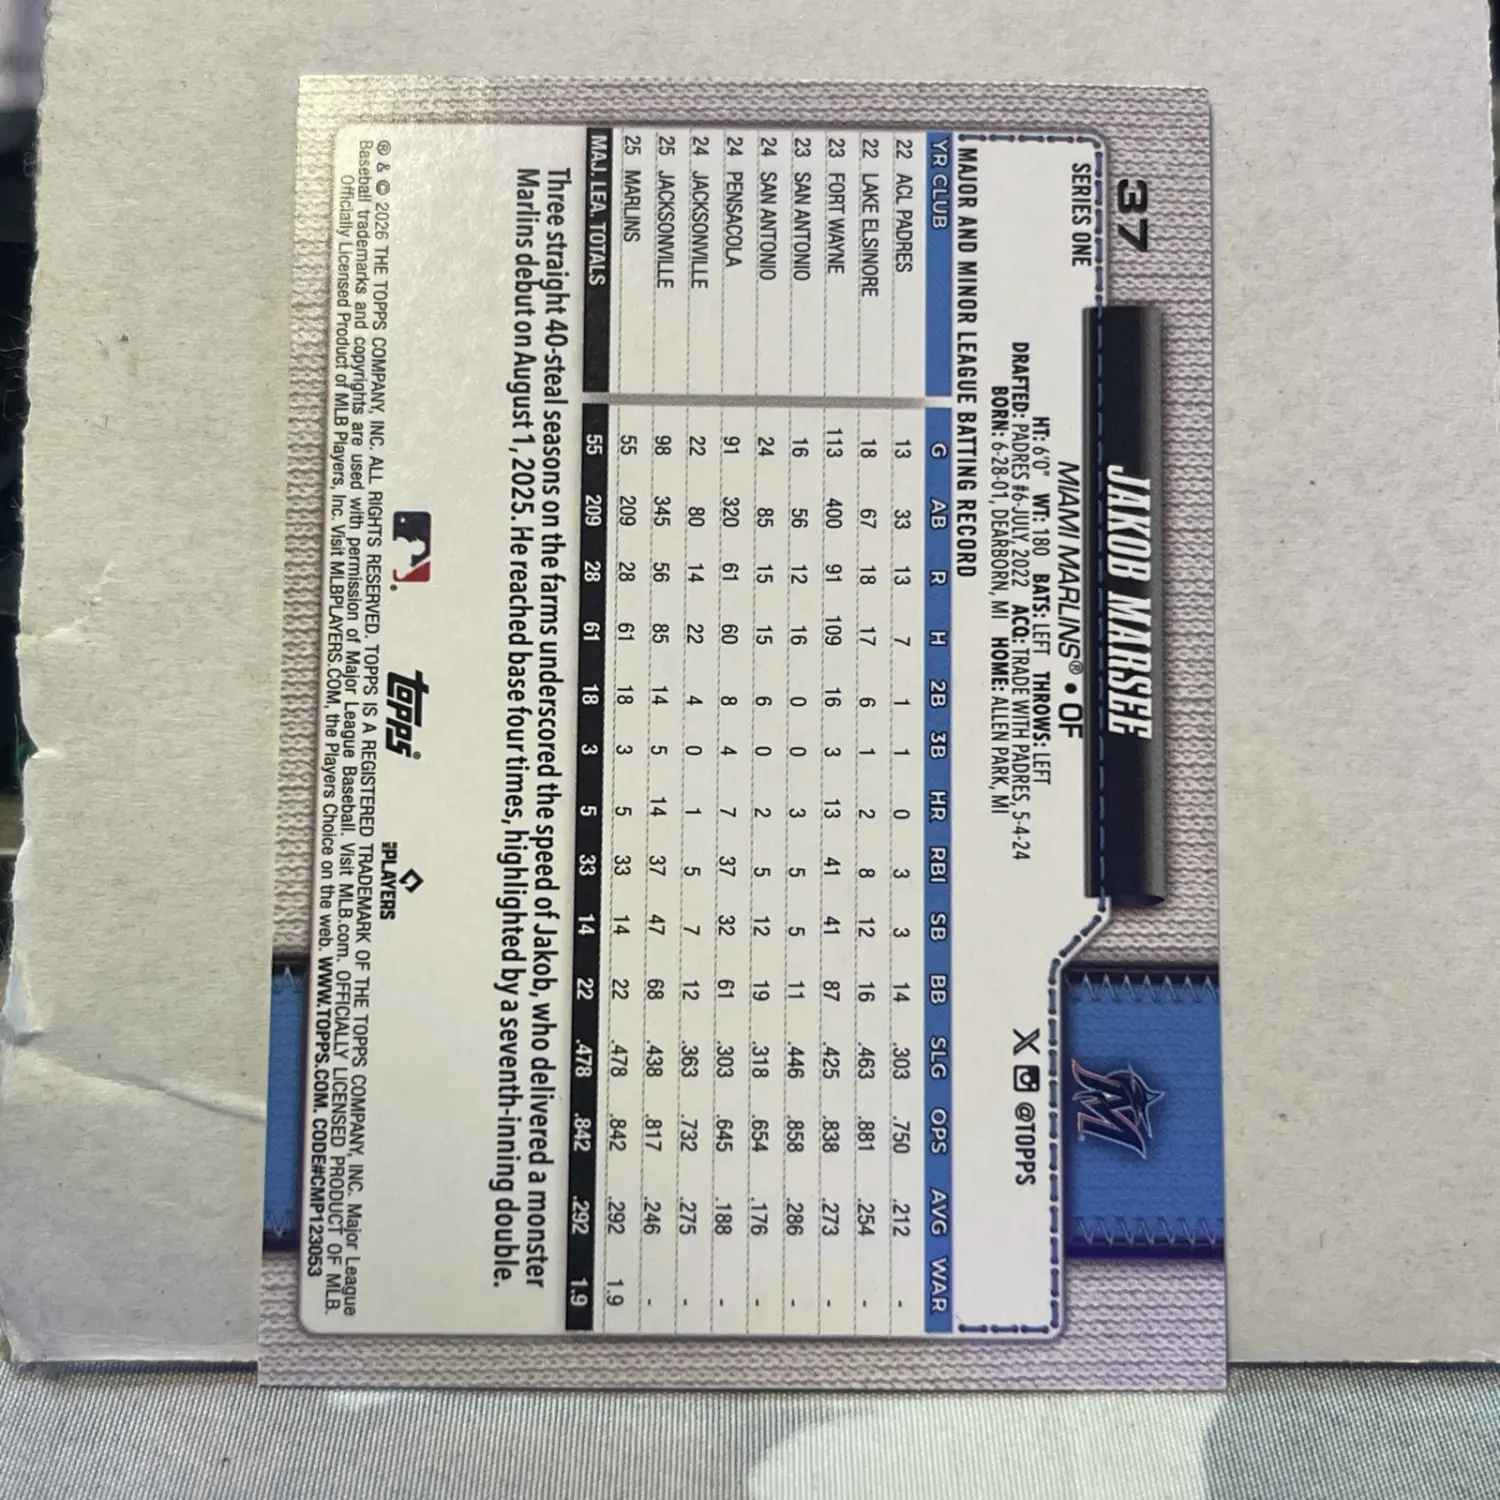 37
SERIES ONE
JAKOB MARSEE
MIAMI MARLINS® • OF
HT: 6'0" WT: 180 BATS: LEFT THROWS: LEFT
DRAFTED: PADRES #6-JULY, 2022 ACQ: TRADE WITH PADRES, 5-4-24
BORN: 6-28-01, DEARBORN, MI HOME: ALLEN PARK, MI
X @TOPPS
M
MAJOR AND MINOR LEAGUE BATTING RECORD
YR CLUB G AB R H 2B 3B HR RBI SB BB SLG OPS AVG WAR
22 ACL PADRES 13 33 13 7 1 1 0 3 3 14 .303 .750 .212 -
22 LAKE ELSINORE 18 67 18 17 6 1 2 8 12 16 .463 .881 .254 -
23 FORT WAYNE 113 400 91 109 16 3 13 41 41 87 .425 .838 .273 -
23 SAN ANTONIO 16 56 12 16 0 0 3 5 5 11 .446 .858 .286 -
24 SAN ANTONIO 24 85 15 15 6 0 2 5 12 19 .318 .654 .176 -
24 PENSACOLA 91 320 61 60 8 4 7 37 32 61 .303 .645 .188 -
24 JACKSONVILLE 22 80 14 22 4 0 1 5 7 12 .363 .732 .275 -
25 JACKSONVILLE 98 345 56 85 14 5 14 37 47 68 .438 .817 .246 -
25 MARLINS 55 209 28 61 18 3 5 33 14 22 .478 .842 .292 1.9
MAJ. LEA. TOTALS 55 209 28 61 18 3 5 33 14 22 .478 .842 .292 1.9
Three straight 40-steal seasons on the farms underscored the speed of Jakob, who delivered a monster
Marlins debut on August 1, 2025. He reached base four times, highlighted by a seventh-inning double.
topps®
MLB PLAYERS
® & © 2026 THE TOPPS COMPANY, INC. ALL RIGHTS RESERVED. TOPPS IS A REGISTERED TRADEMARK OF THE TOPPS COMPANY, INC. Major League
Baseball trademarks and copyrights are used with permission of Major League Baseball. Visit MLB.com. OFFICIALLY LICENSED PRODUCT OF MLB
Officially Licensed Product of MLB Players, Inc. Visit MLBPLAYERS.COM, the Players Choice on the web. WWW.TOPPS.COM. CODE#CMP123053